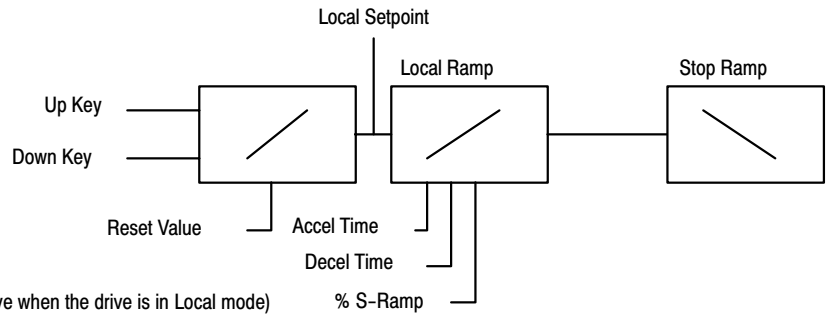 Local Setpoint
Local Ramp
Stop Ramp
Up Key
Down Key
Reset Value
Accel Time
Decel Time
when the drive is in Local mode)
% S-Ramp